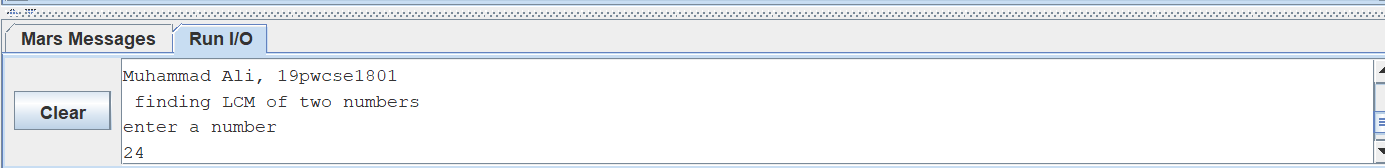 Mars Messages Run I/O
Muhammad Ali, 19pwcse1801
finding LCM of two numbers
Clear
enter a number
24